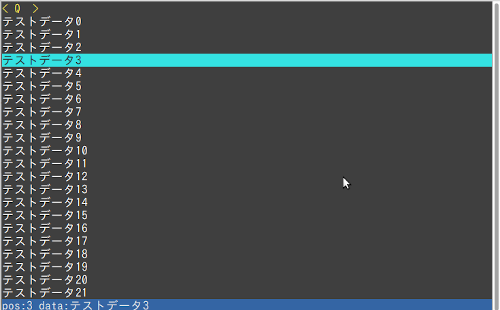 < Q  >
テストデータ0
テストデータ1
テストデータ2
テストデータ3
テストデータ4
テストデータ5
テストデータ6
テストデータ7
テストデータ8
テストデータ9
テストデータ10
テストデータ11
テストデータ12
テストデータ13
テストデータ14
テストデータ15
テストデータ16
テストデータ17
テストデータ18
テストデータ19
テストデータ20
テストデータ21
pos:3 data:テストデータ3